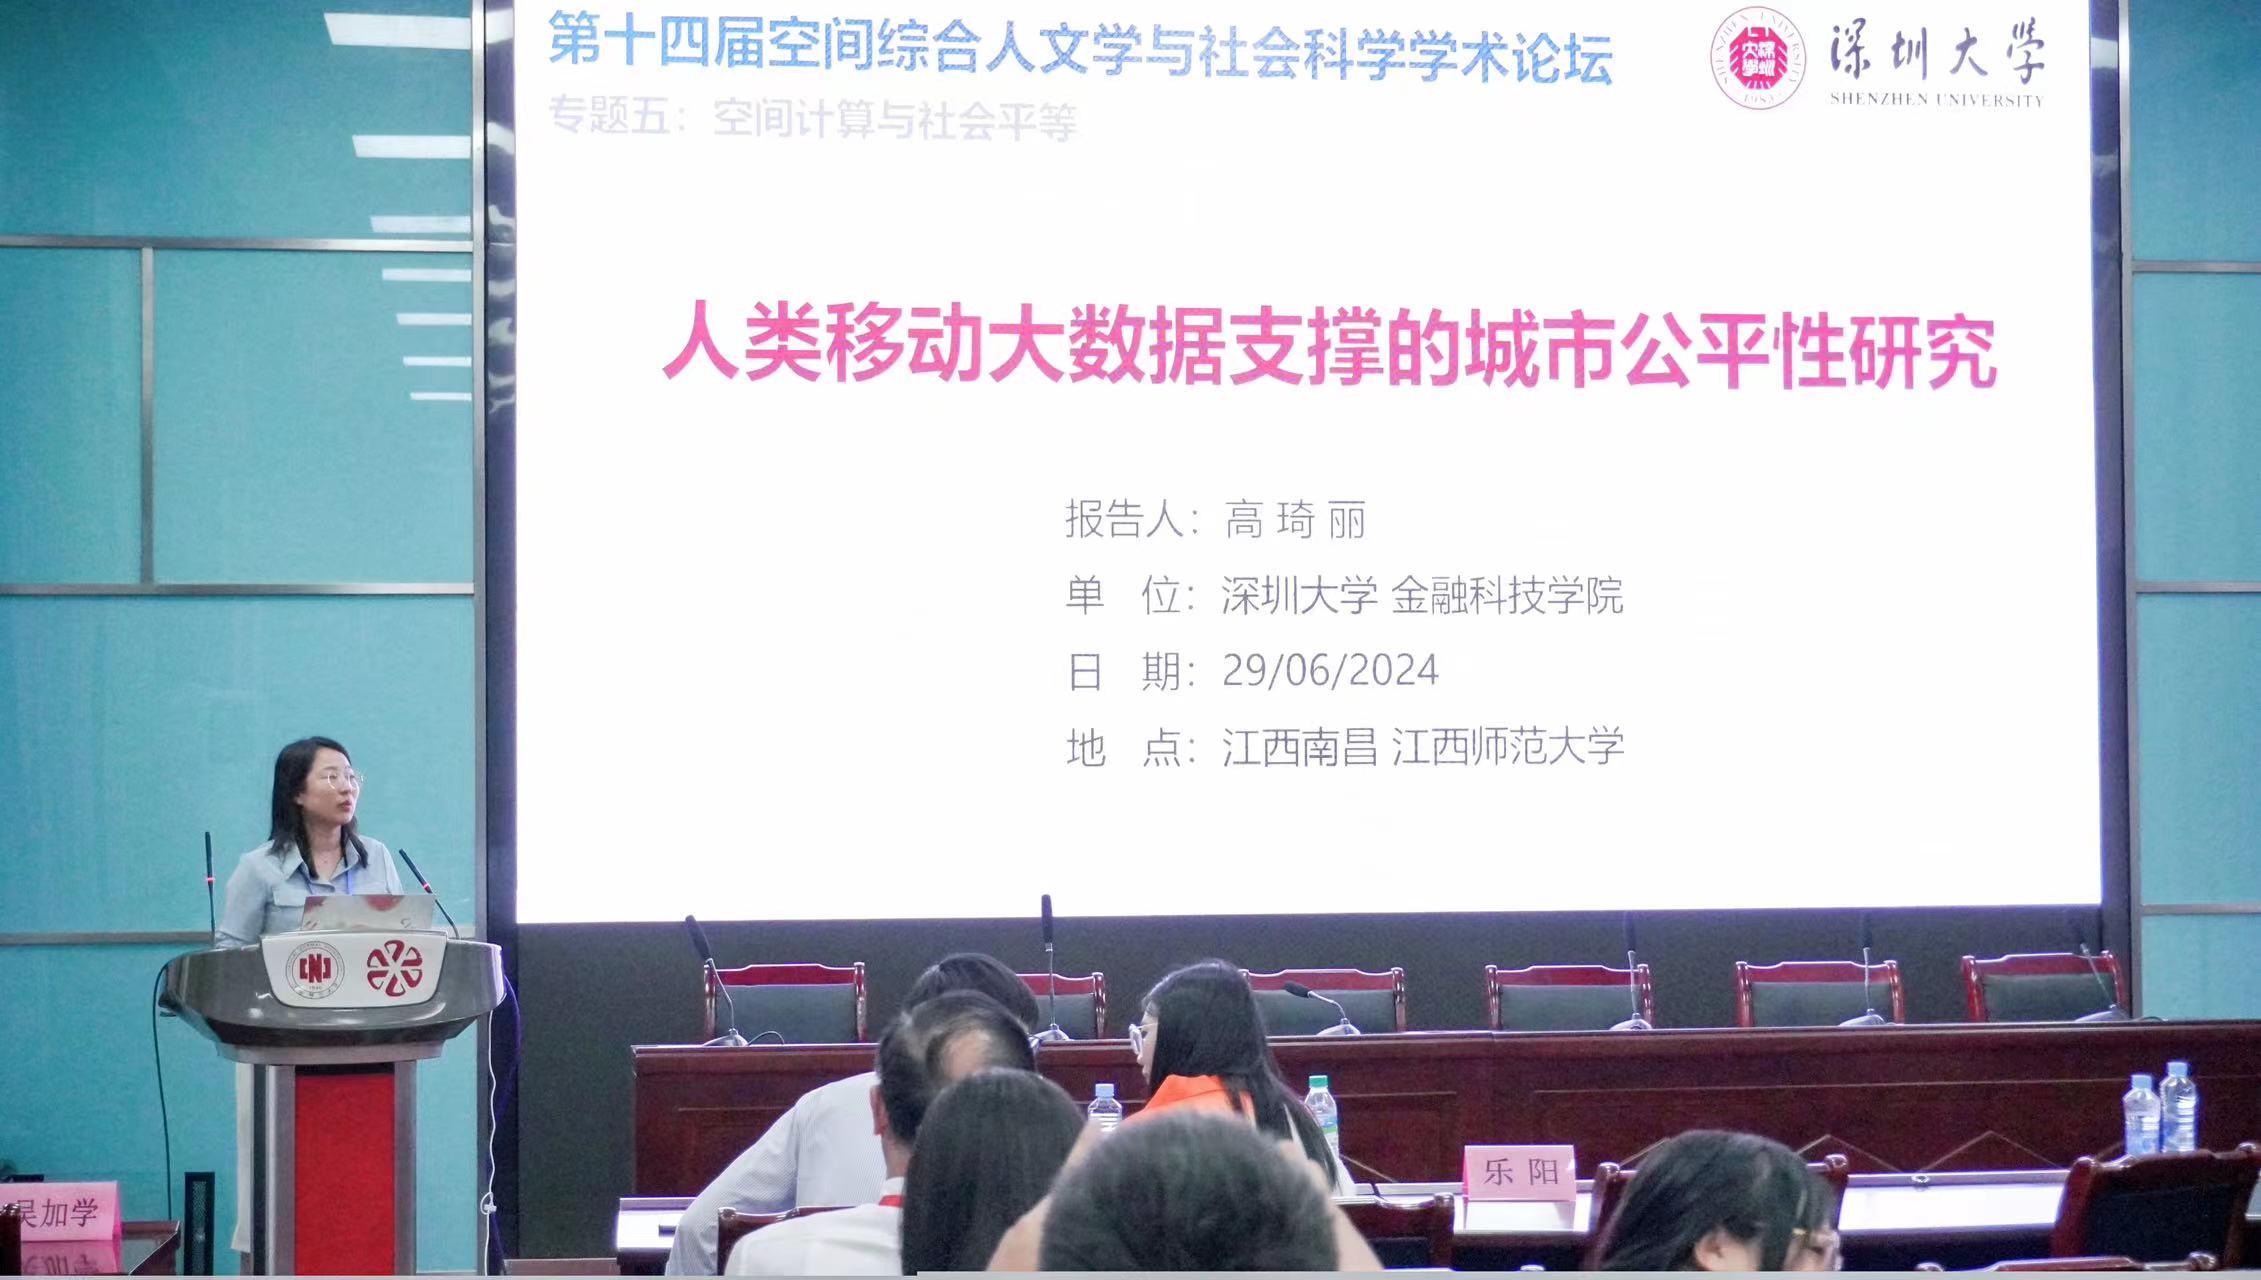 第十四届空间综合人文学与社会科学学术论坛
专题五：空间计算与社会平等
深圳大学
SHENZHEN UNIVERSITY
人类移动大数据支撑的城市公平性研究
报告人：高琦丽
单 位：深圳大学 金融科技学院
日 期：29/06/2024
地 点：江西南昌 江西师范大学
乐 阳
吴加学